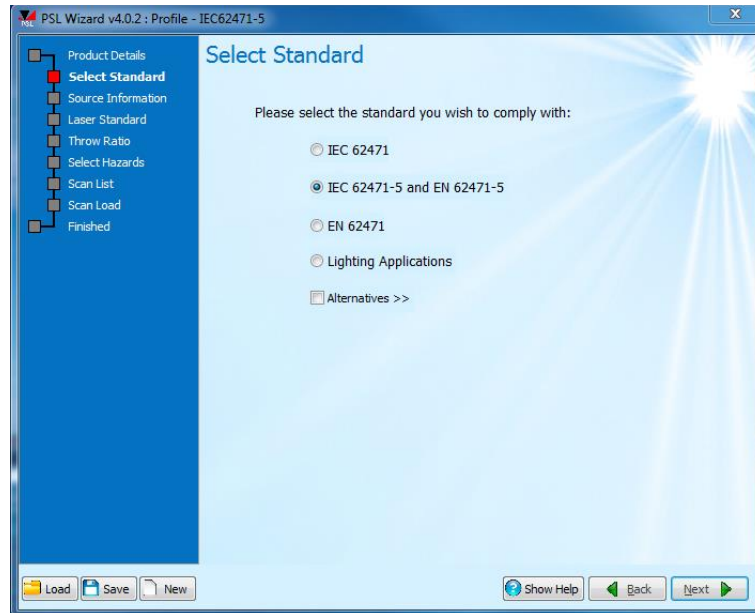 PSL Wizard v4.0.2 : Profile - IEC62471-5
Product Details
Select Standard
Source Information
Laser Standard
Throw Ratio
Select Hazards
Scan List
Scan Load
Finished
Select Standard
Please select the standard you wish to comply with:
IEC 62471
IEC 62471-5 and EN 62471-5
EN 62471
Lighting Applications
Alternatives >>
Load
Save
New
Show Help
Back
Next